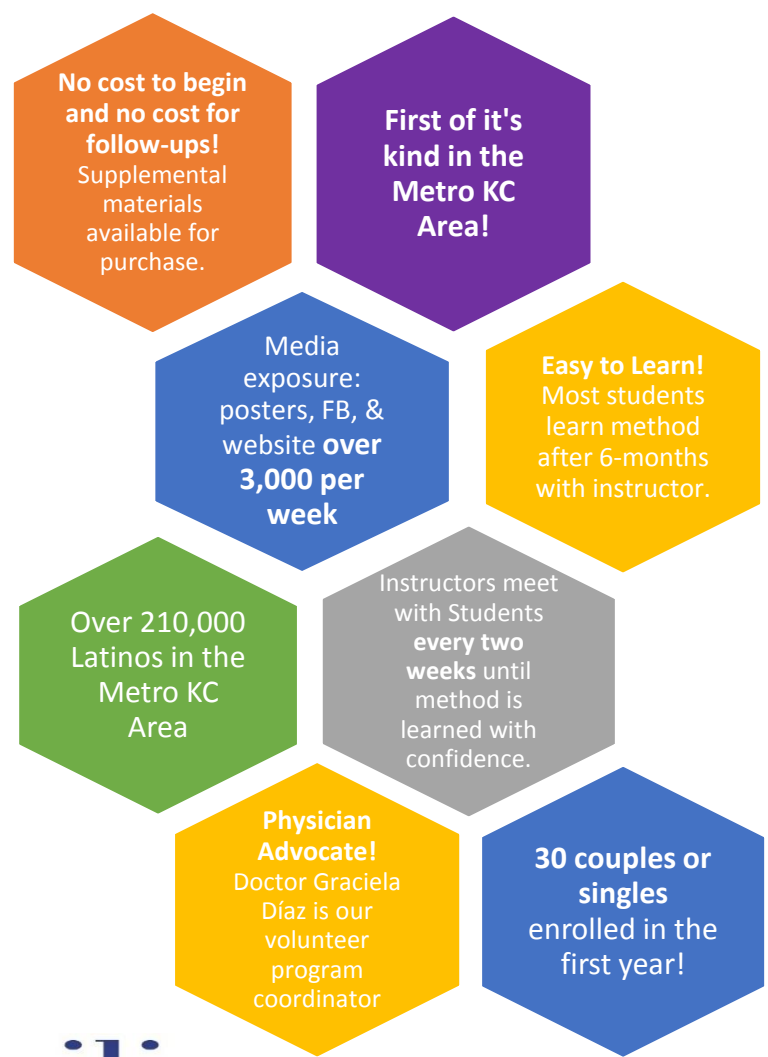 No cost to begin
and no cost for
follow-ups!
Supplemental
materials
available for
purchase.
First of it's
kind in the
Metro KC
Area!
Media
exposure:
posters, FB, &
website over
3,000 per
week
Easy to Learn!
Most students
learn method
after 6-months
with instructor.
Over 210,000
Latinos in the
Metro KC
Area
Instructors meet
with Students
every two
weeks until
method is
learned with
confidence.
Physician
Advocate!
Doctor Graciela
Díaz is our
volunteer
program
coordinator
30 couples or
singles
enrolled in the
first year!